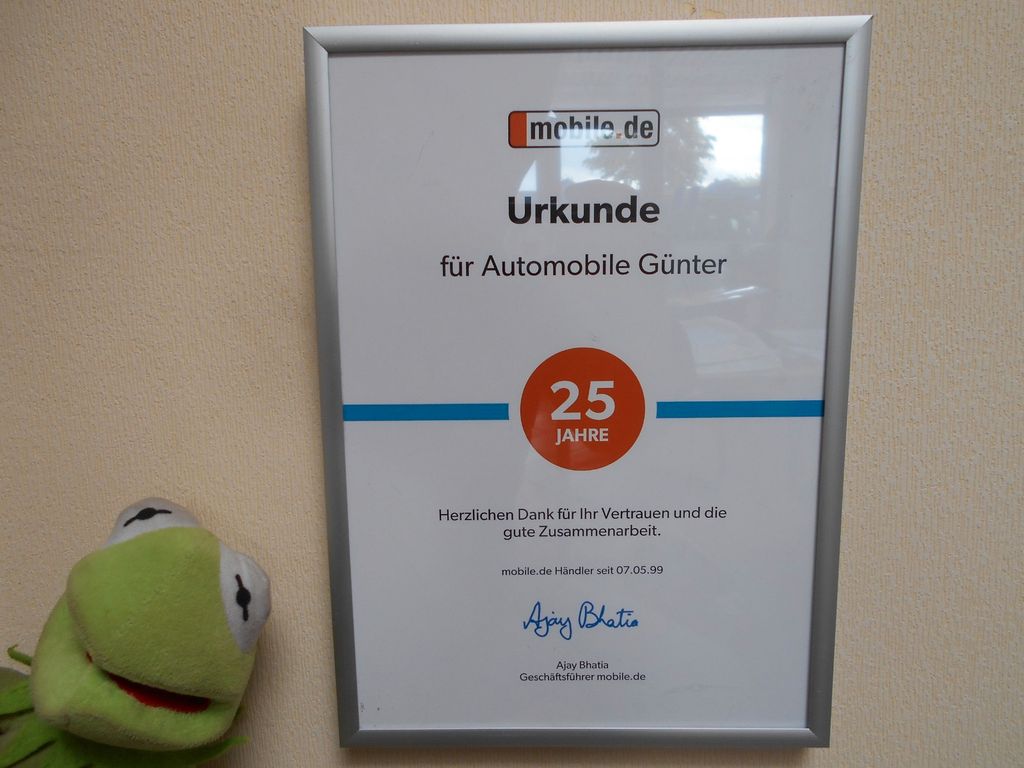 mobile.de
Urkunde
für Automobile Günter
25
JAHRE
Herzlichen Dank für Ihr Vertrauen und die
gute Zusammenarbeit.
mobile.de Händler seit 07.05.99
Ajay Bhatia
Ajay Bhatia
Geschäftsführer mobile.de